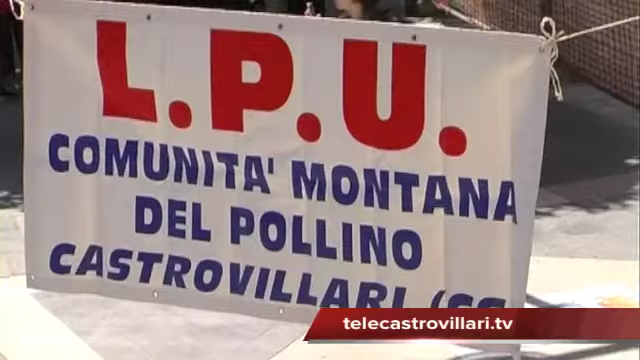 L.P.U.
COMUNITA' MONTANA
DEL POLLINO
CASTROVILLARI
telecastrovillari.tv